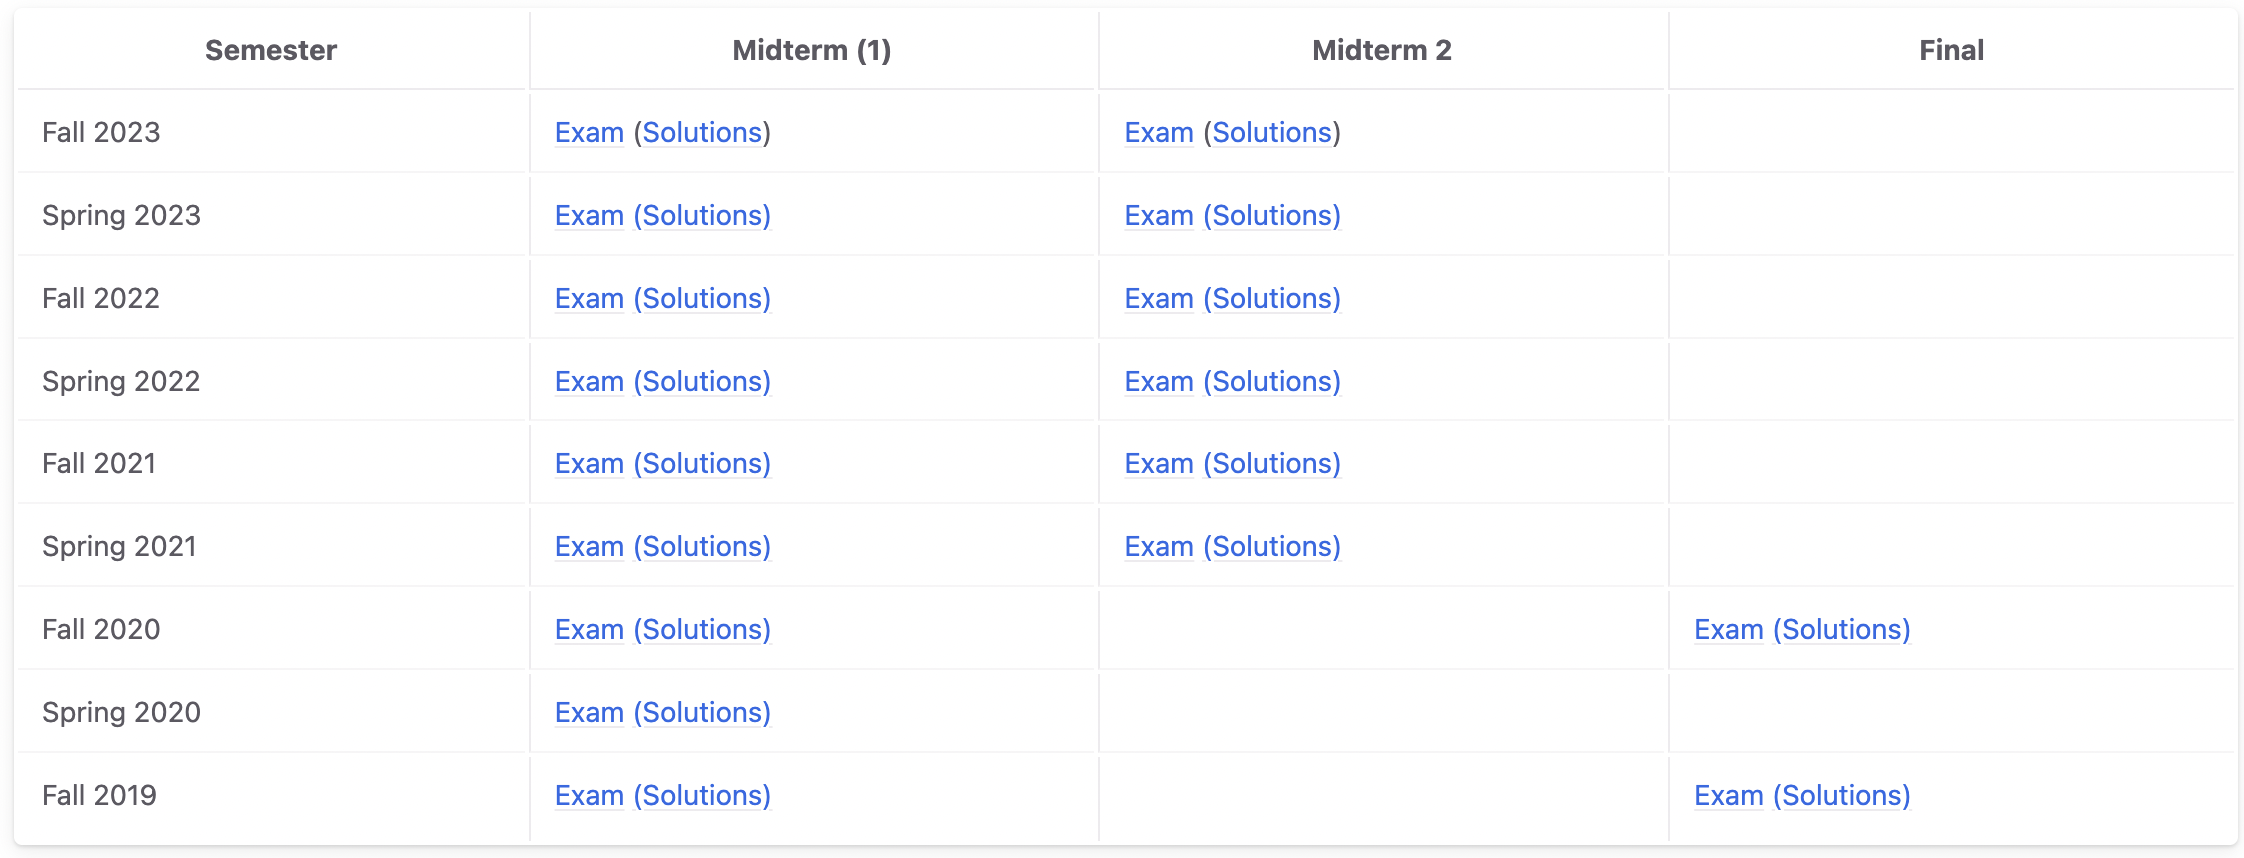 Semester Midterm (1) Midterm 2 Final
Fall 2023 Exam (Solutions) Exam (Solutions)
Spring 2023 Exam (Solutions) Exam (Solutions)
Fall 2022 Exam (Solutions) Exam (Solutions)
Spring 2022 Exam (Solutions) Exam (Solutions)
Fall 2021 Exam (Solutions) Exam (Solutions)
Spring 2021 Exam (Solutions) Exam (Solutions)
Fall 2020 Exam (Solutions) Exam (Solutions)
Spring 2020 Exam (Solutions)
Fall 2019 Exam (Solutions) Exam (Solutions)